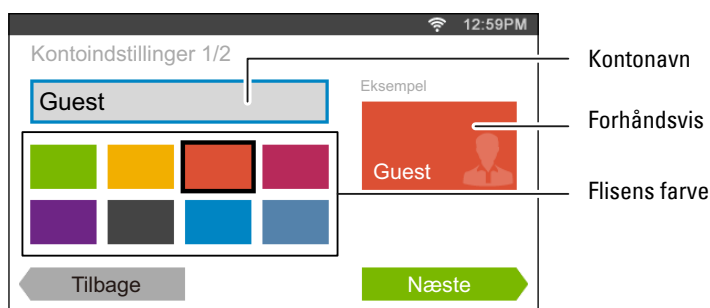 12:59PM
Kontoindstillinger 1/2
Guest
Eksempel
Guest
Tilbage
Næste
Kontonavn
Forhåndsvis
Flisens farve